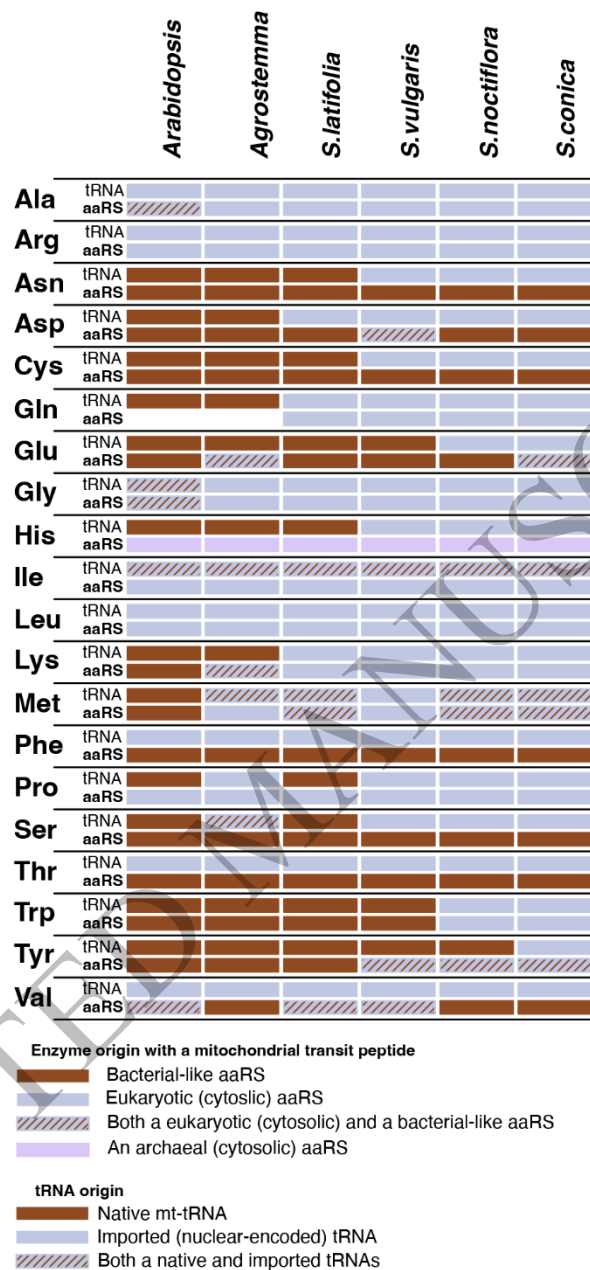 Arabidopsis Agrostemma S.latifolia S.vulgaris S.noctiflora S.conica
Ala tRNA
aaRS
Arg tRNA
aaRS
Asn tRNA
aaRS
Asp tRNA
aaRS
Cys tRNA
aaRS
Gln tRNA
aaRS
Glu tRNA
aaRS
Gly tRNA
aaRS
His tRNA
aaRS
Ile tRNA
aaRS
Leu tRNA
aaRS
Lys tRNA
aaRS
Met tRNA
aaRS
Phe tRNA
aaRS
Pro tRNA
aaRS
Ser tRNA
aaRS
Thr tRNA
aaRS
Trp tRNA
aaRS
Tyr tRNA
aaRS
Val tRNA
aaRS
Enzyme origin with a mitochondrial transit peptide
Bacterial-like aaRS
Eukaryotic (cytoslic) aaRS
Both a eukaryotic (cytosolic) and a bacterial-like aaRS
An archaeal (cytosolic) aaRS
tRNA origin
Native mt-tRNA
Imported (nuclear-encoded) tRNA
Both a native and imported tRNAs
TED MANUSC